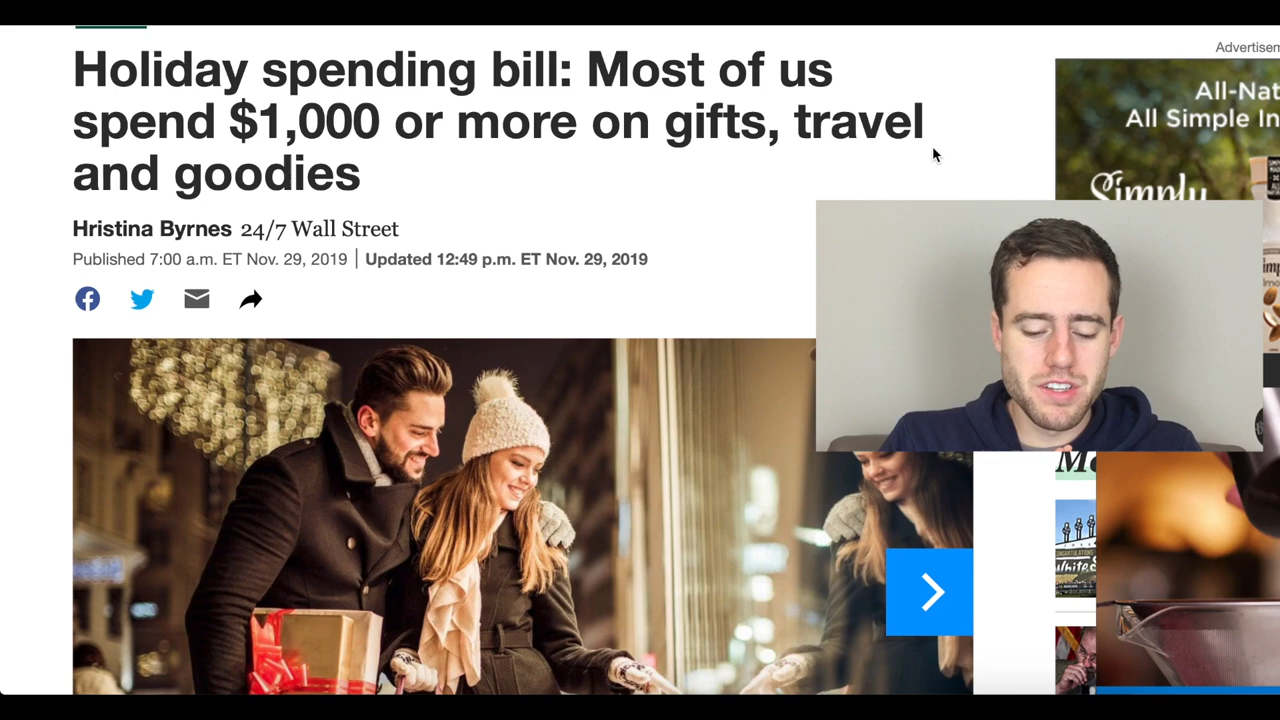 Holiday spending bill: Most of us
spend $1,000 or more on gifts, travel
and goodies
Hristina Byrnes 24/7 Wall Street
Published 7:00 a.m. ET Nov. 29, 2019 | Updated 12:49 p.m. ET Nov. 29, 2019
All-Nat
All Simple In
Simply